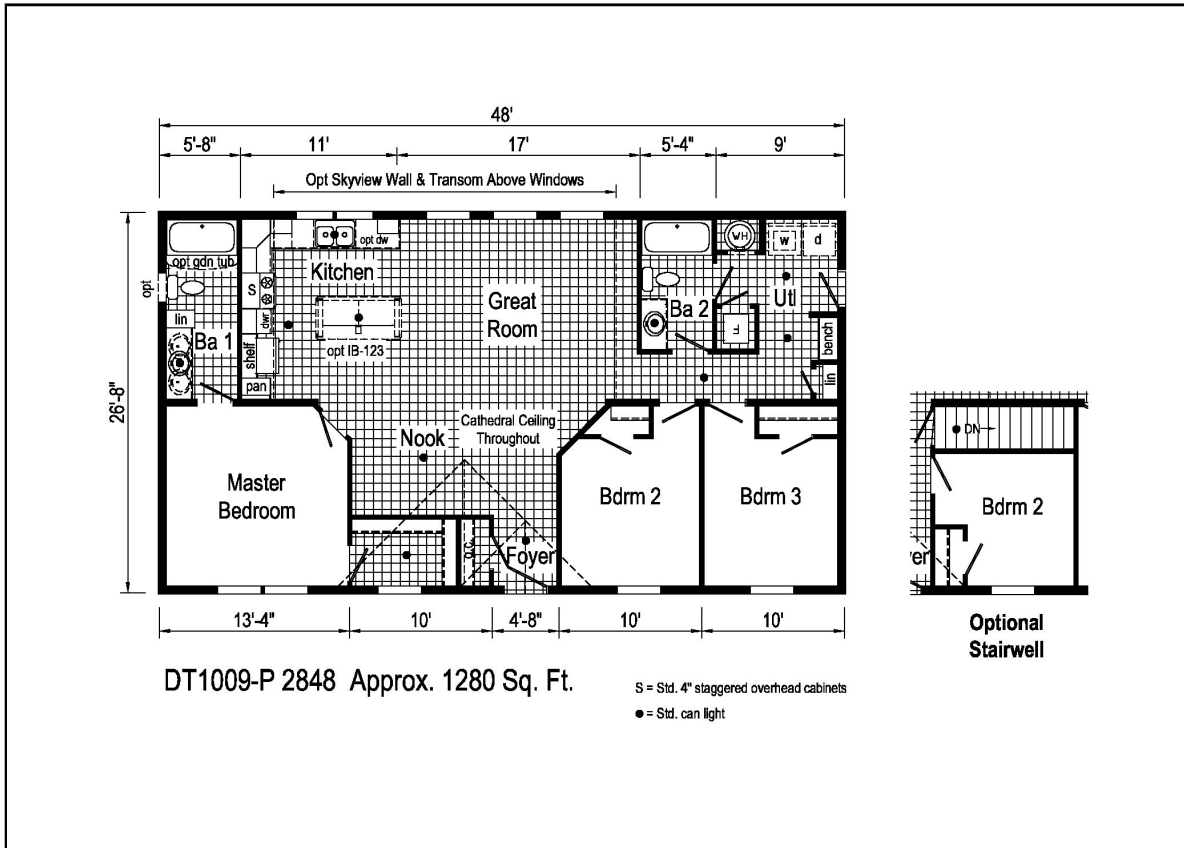 48'
5'-8"
11'
17'
5'-4"
9'
Opt Skyview Wall & Transom Above Windows
26'-8"
opt
opt gdn tub
lin
Ba 1
S
dwr
shelf
pan
opt dw
Kitchen
opt IB-123
Great
Room
Ba 2
WH
w
d
Utl
F
bench
lin
Nook
Cathedral Ceiling
Throughout
Master
Bedroom
o.c.
Foyer
Bdrm 2
Bdrm 3
DN
Bdrm 2
yer
13'-4"
10'
4'-8"
10'
10'
Optional
Stairwell
DT1009-P 2848 Approx. 1280 Sq. Ft.
S = Std. 4" staggered overhead cabinets
● = Std. can light